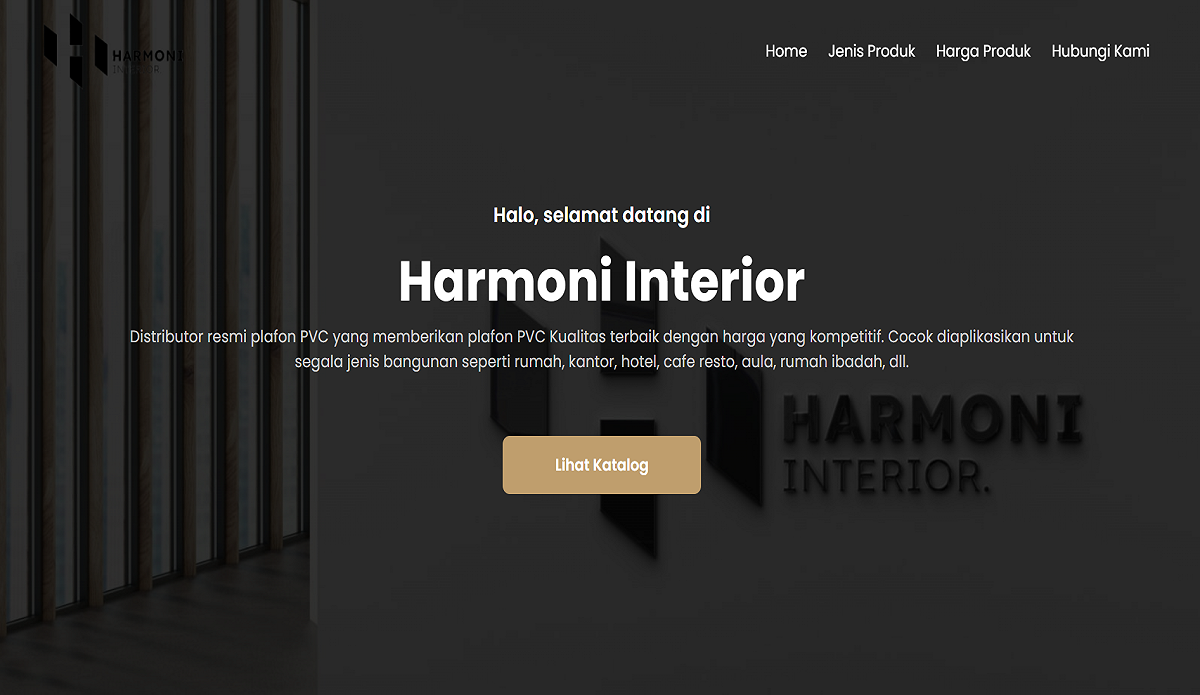 HARMONI
INTERIOR.
Home Jenis Produk Harga Produk Hubungi Kami
Halo, selamat datang di
Harmoni Interior
Distributor resmi plafon PVC yang memberikan plafon PVC Kualitas terbaik dengan harga yang kompetitif. Cocok diaplikasikan untuk
segala jenis bangunan seperti rumah, kantor, hotel, cafe resto, aula, rumah ibadah, dll.
HARMONI
INTERIOR.
Lihat Katalog